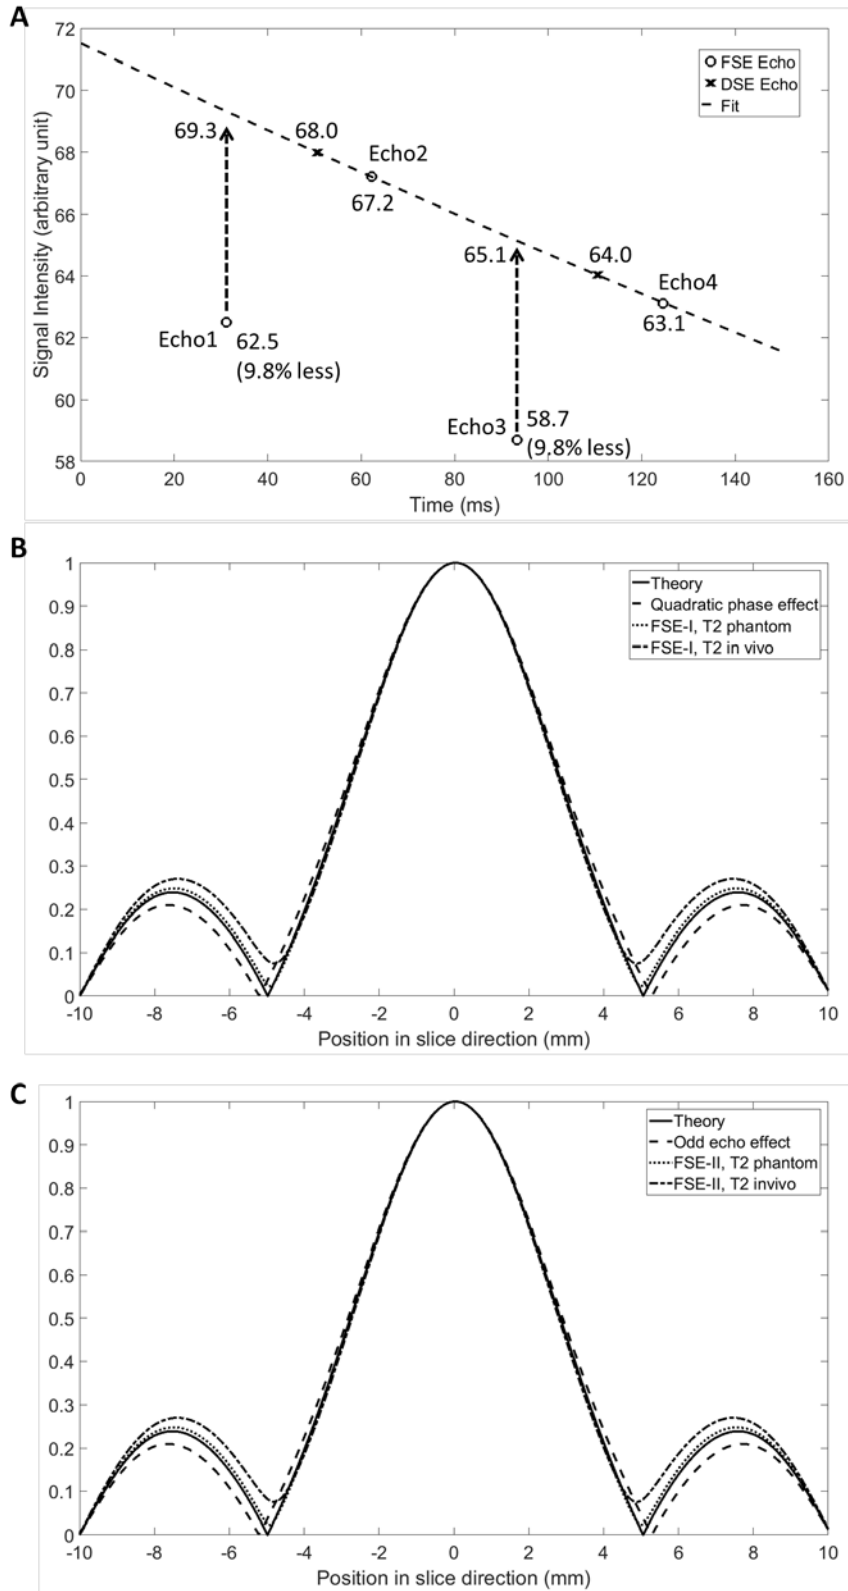 A
72
70
68
66
64
62
60
58
Signal Intensity (arbitrary unit)
FSE Echo
DSE Echo
Fit
69.3
68.0
Echo2
67.2
65.1
64.0
Echo4
63.1
Echo1
62.5
(9.8% less)
Echo3
58.7
(9.8% less)
0 20 40 60 80 100 120 140 160
Time (ms)
B
1
0.9
0.8
0.7
0.6
0.5
0.4
0.3
0.2
0.1
0
Theory
Quadratic phase effect
FSE-I, T2 phantom
FSE-I, T2 in vivo
-10 -8 -6 -4 -2 0 2 4 6 8 10
Position in slice direction (mm)
C
1
0.9
0.8
0.7
0.6
0.5
0.4
0.3
0.2
0.1
0
Theory
Odd echo effect
FSE-II, T2 phantom
FSE-II, T2 invivo
-10 -8 -6 -4 -2 0 2 4 6 8 10
Position in slice direction (mm)